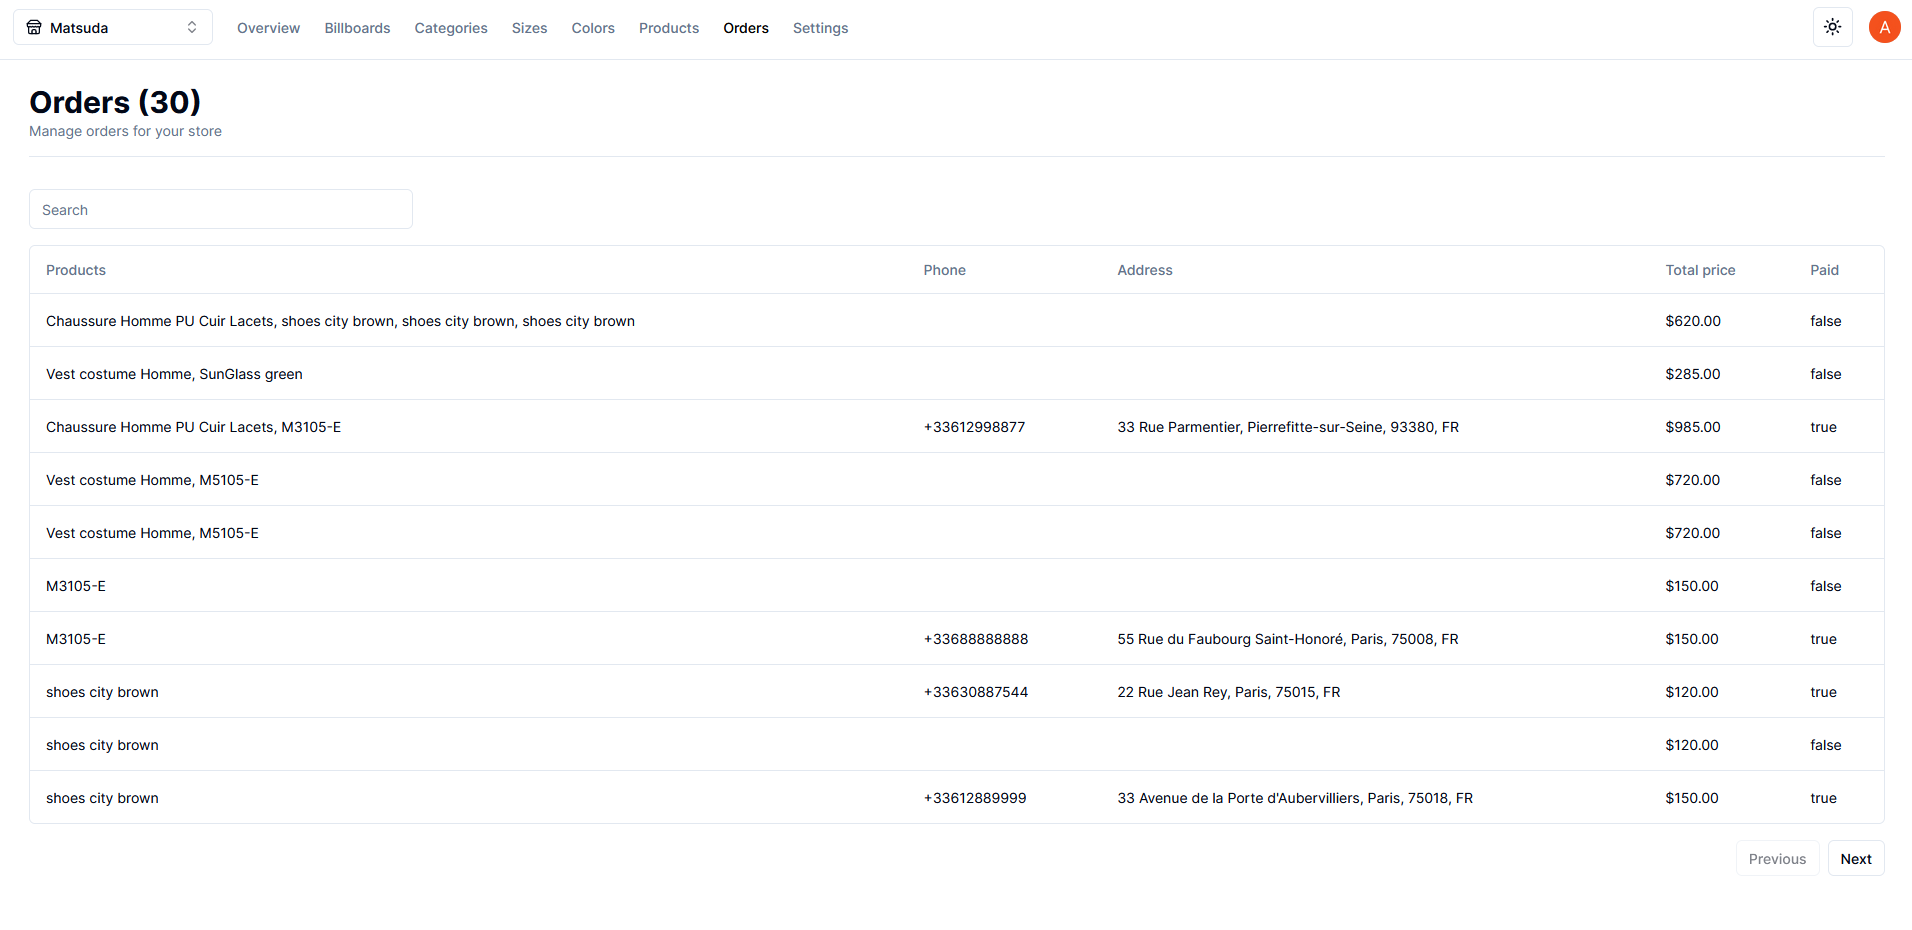 Matsuda Overview Billboards Categories Sizes Colors Products Orders Settings A
Orders (30)
Manage orders for your store
Search
Products Phone Address Total price Paid
Chaussure Homme PU Cuir Lacets, shoes city brown, shoes city brown, shoes city brown $620.00 false
Vest costume Homme, SunGlass green $285.00 false
Chaussure Homme PU Cuir Lacets, M3105-E +33612998877 33 Rue Parmentier, Pierrefitte-sur-Seine, 93380, FR $985.00 true
Vest costume Homme, M5105-E $720.00 false
Vest costume Homme, M5105-E $720.00 false
M3105-E $150.00 false
M3105-E +33688888888 55 Rue du Faubourg Saint-Honoré, Paris, 75008, FR $150.00 true
shoes city brown +33630887544 22 Rue Jean Rey, Paris, 75015, FR $120.00 true
shoes city brown $120.00 false
shoes city brown +33612889999 33 Avenue de la Porte d'Aubervilliers, Paris, 75018, FR $150.00 true
Previous Next